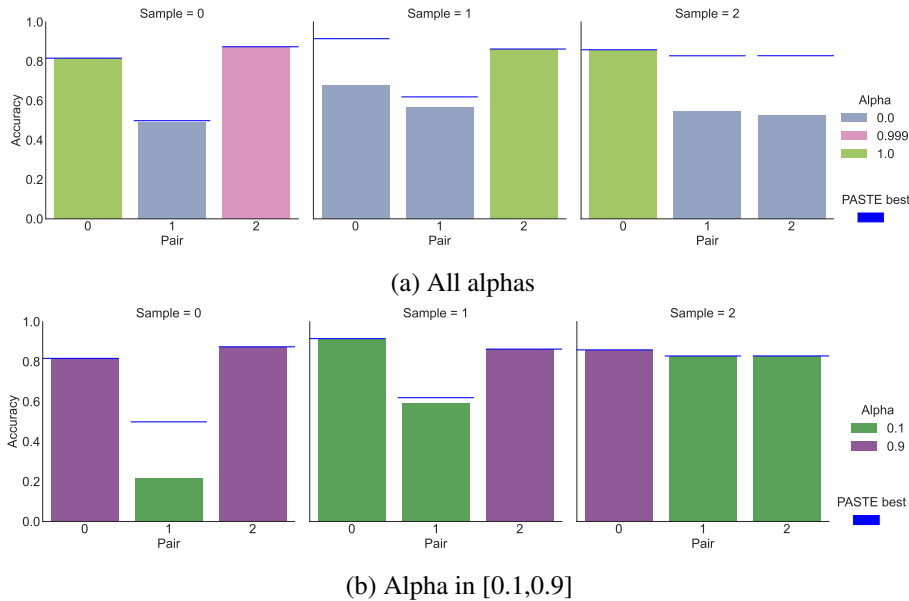 Sample = 0 Sample = 1 Sample = 2
1.0
0.8
0.6
0.4
0.2
0.0
Accuracy
0 1 2 0 1 2 0 1 2
Pair Pair Pair
Alpha
0.0
0.999
1.0
PASTE best
(a) All alphas
Sample = 0 Sample = 1 Sample = 2
1.0
0.8
0.6
0.4
0.2
0.0
Accuracy
0 1 2 0 1 2 0 1 2
Pair Pair Pair
Alpha
0.1
0.9
PASTE best
(b) Alpha in [0.1,0.9]